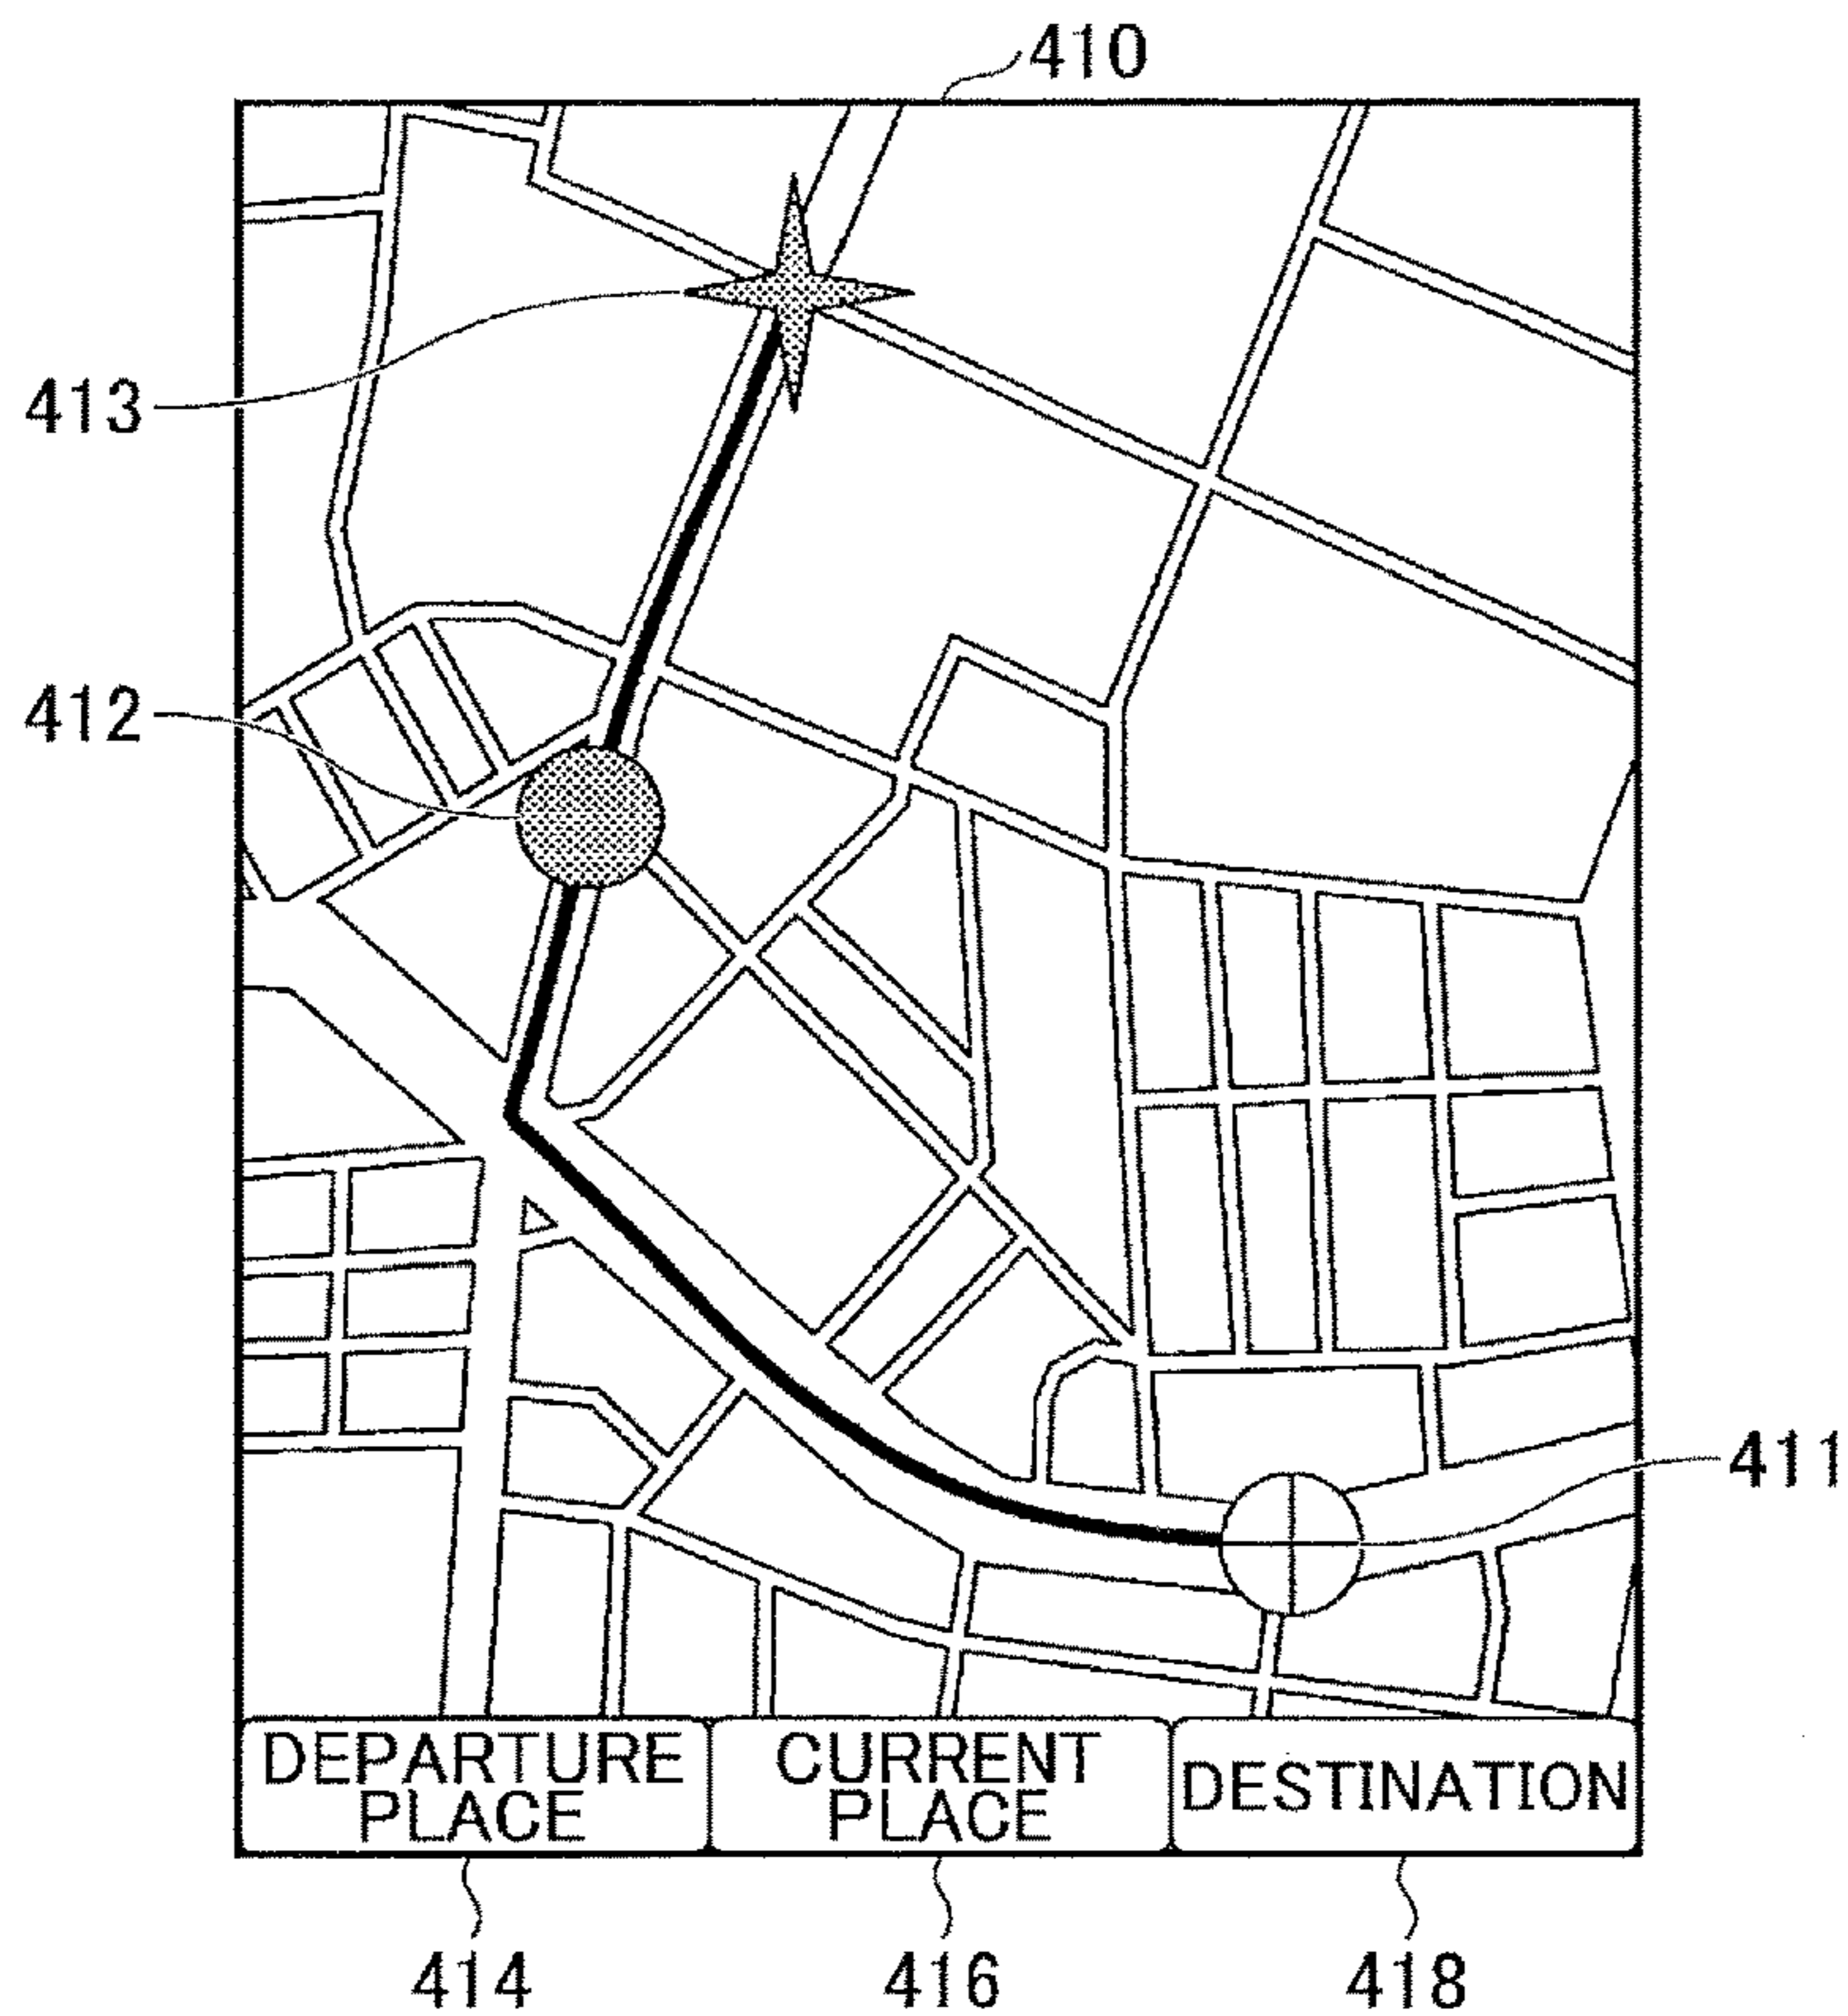 410
413
412
411
DEPARTURE
PLACE
CURRENT
PLACE
DESTINATION
414
416
418